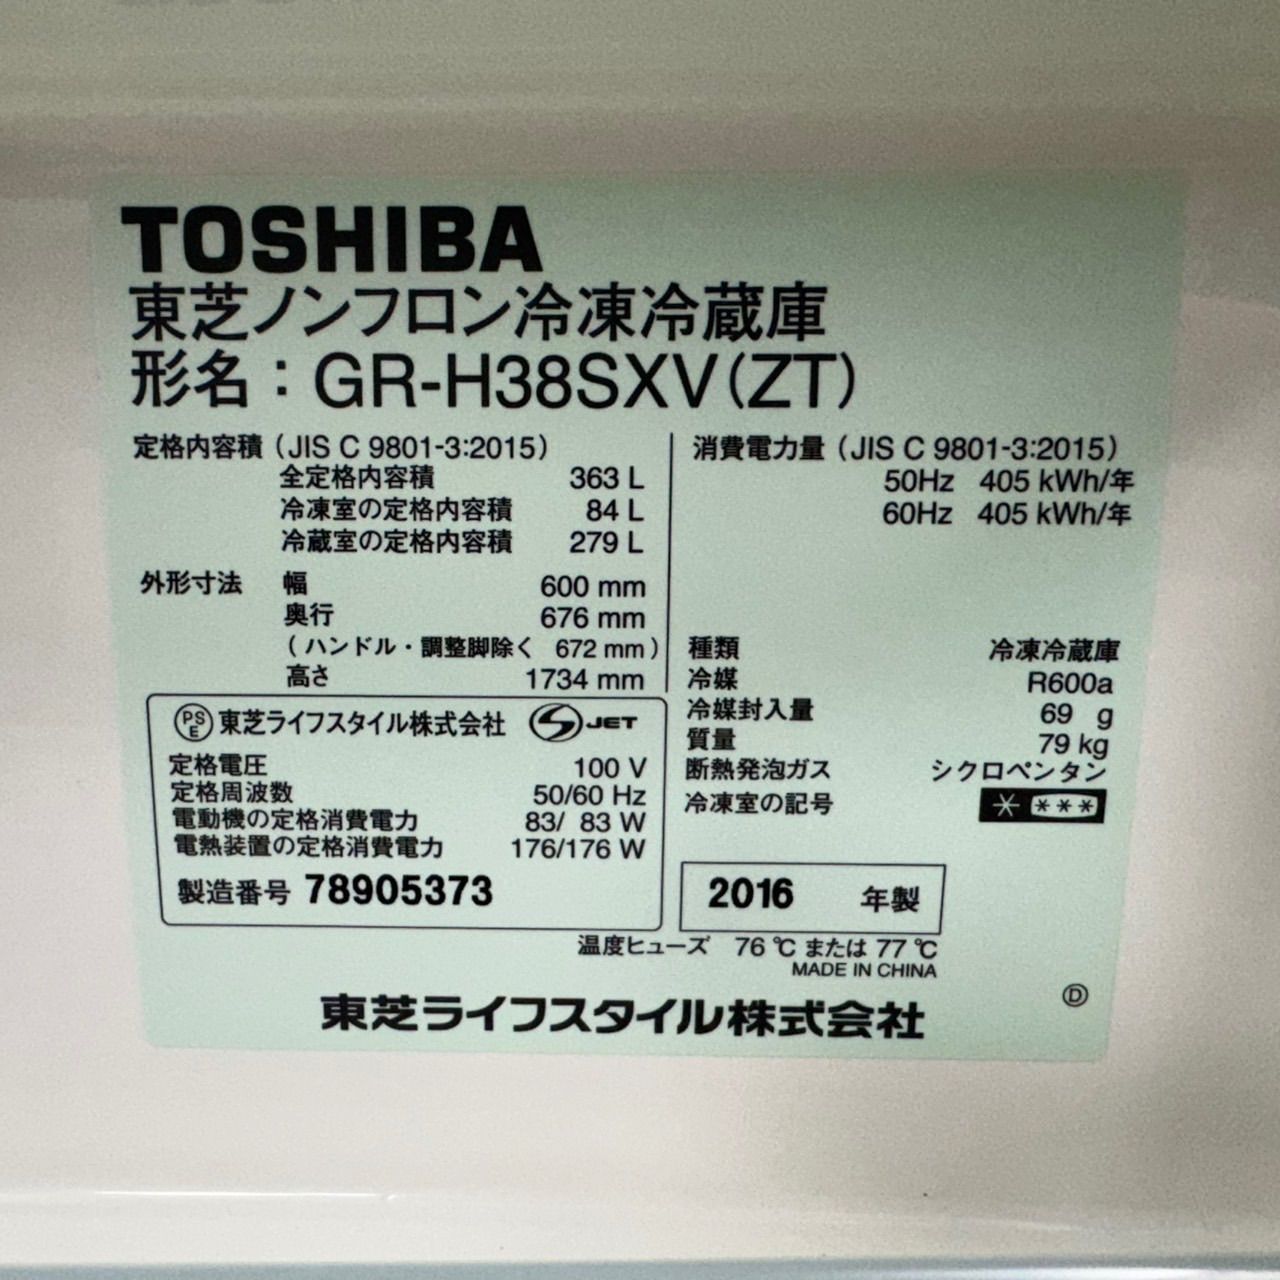 TOSHIBA
東芝ノンフロン冷凍冷蔵庫
形名：GR-H38SXV(ZT)
定格内容積（JIS C 9801-3:2015）
全定格内容積 363 L
冷凍室の定格内容積 84 L
冷蔵室の定格内容積 279 L
外形寸法 幅 600 mm
奥行 676 mm
（ハンドル・調整脚除く 672 mm）
高さ 1734 mm
消費電力量（JIS C 9801-3:2015）
50Hz 405 kWh/年
60Hz 405 kWh/年
種類 冷凍冷蔵庫
冷媒 R600a
冷媒封入量 69 g
質量 79 kg
断熱発泡ガス シクロペンタン
冷凍室の記号 * ***
PSE 東芝ライフスタイル株式会社 S JET
定格電圧 100 V
定格周波数 50/60 Hz
電動機の定格消費電力 83/ 83 W
電熱装置の定格消費電力 176/176 W
製造番号 78905373
2016 年製
温度ヒューズ 76 ℃ または 77 ℃
MADE IN CHINA
東芝ライフスタイル株式会社
Ⓓ